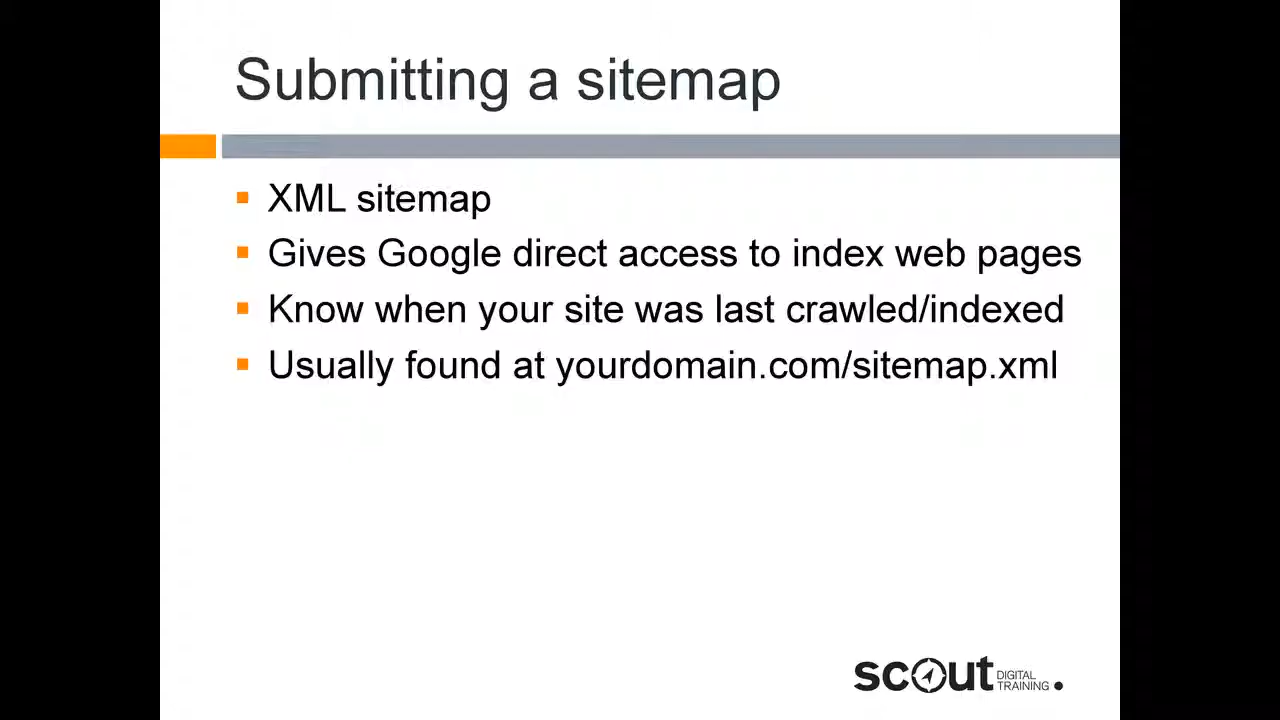 Submitting a sitemap
XML sitemap
Gives Google direct access to index web pages
Know when your site was last crawled/indexed
Usually found at yourdomain.com/sitemap.xml
scout DIGITAL
TRAINING